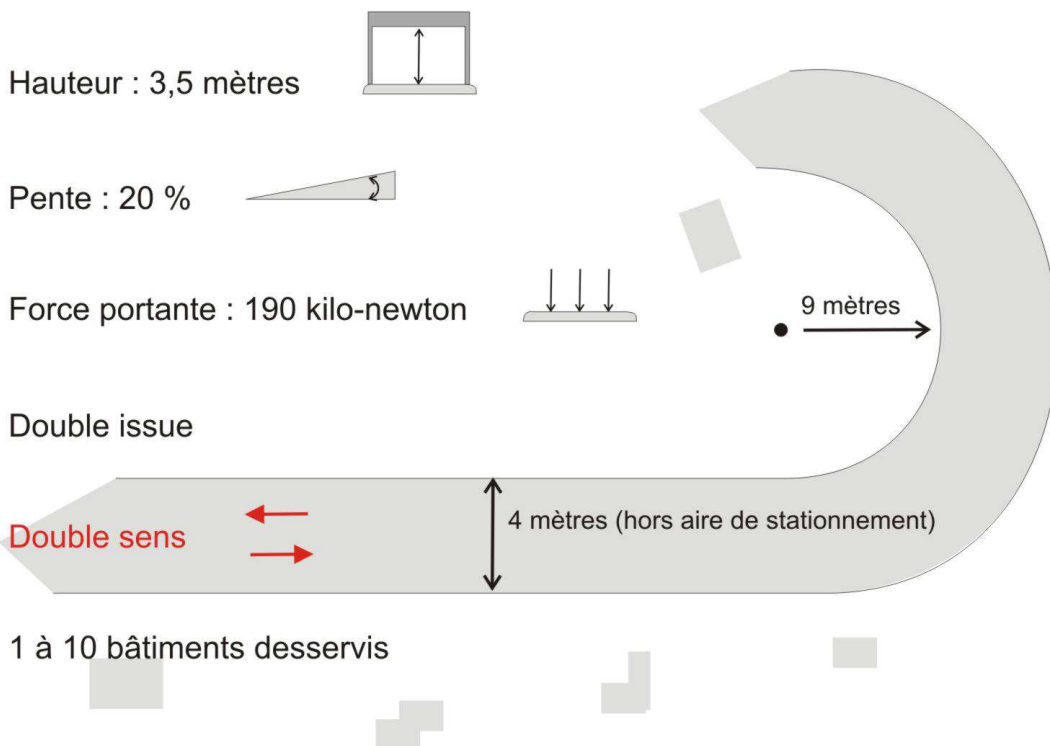 Hauteur : 3,5 mètres
Pente : 20 %
Force portante : 190 kilo-newton
9 mètres
Double issue
4 mètres (hors aire de stationnement)
Double sens
1 à 10 bâtiments desservis